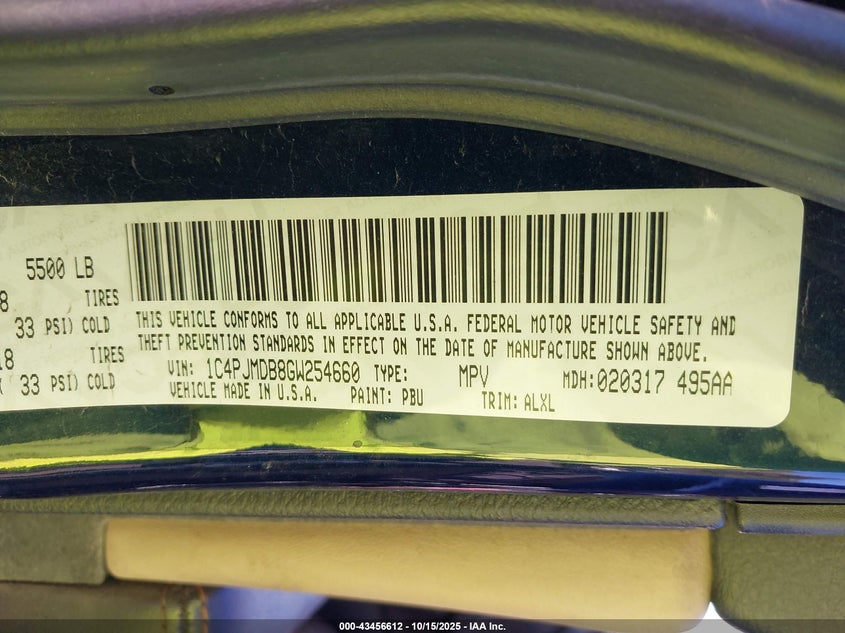 5500 LB
8 TIRES
33 PSI) COLD
18 TIRES
33 PSI) COLD
THIS VEHICLE CONFORMS TO ALL APPLICABLE U.S.A. FEDERAL MOTOR VEHICLE SAFETY AND
THEFT PREVENTION STANDARDS IN EFFECT ON THE DATE OF MANUFACTURE SHOWN ABOVE.
VIN: 1C4PJMDB8GW254660 TYPE: MPV MDH:020317 495AA
VEHICLE MADE IN U.S.A. PAINT: PBU TRIM: ALXL
000-43456612 - 10/15/2025 - IAA Inc.